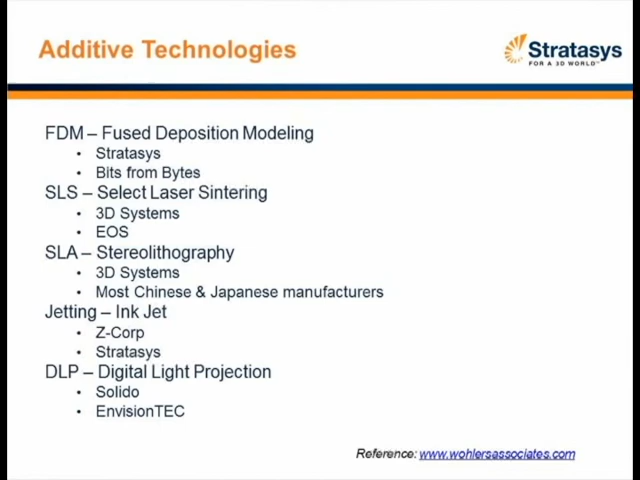 Additive Technologies
Stratasys
FOR A 3D WORLD™
FDM – Fused Deposition Modeling
• Stratasys
• Bits from Bytes
SLS – Select Laser Sintering
• 3D Systems
• EOS
SLA – Stereolithography
• 3D Systems
• Most Chinese & Japanese manufacturers
Jetting – Ink Jet
• Z-Corp
• Stratasys
DLP – Digital Light Projection
• Solido
• EnvisionTEC
Reference: www.wohlersassociates.com